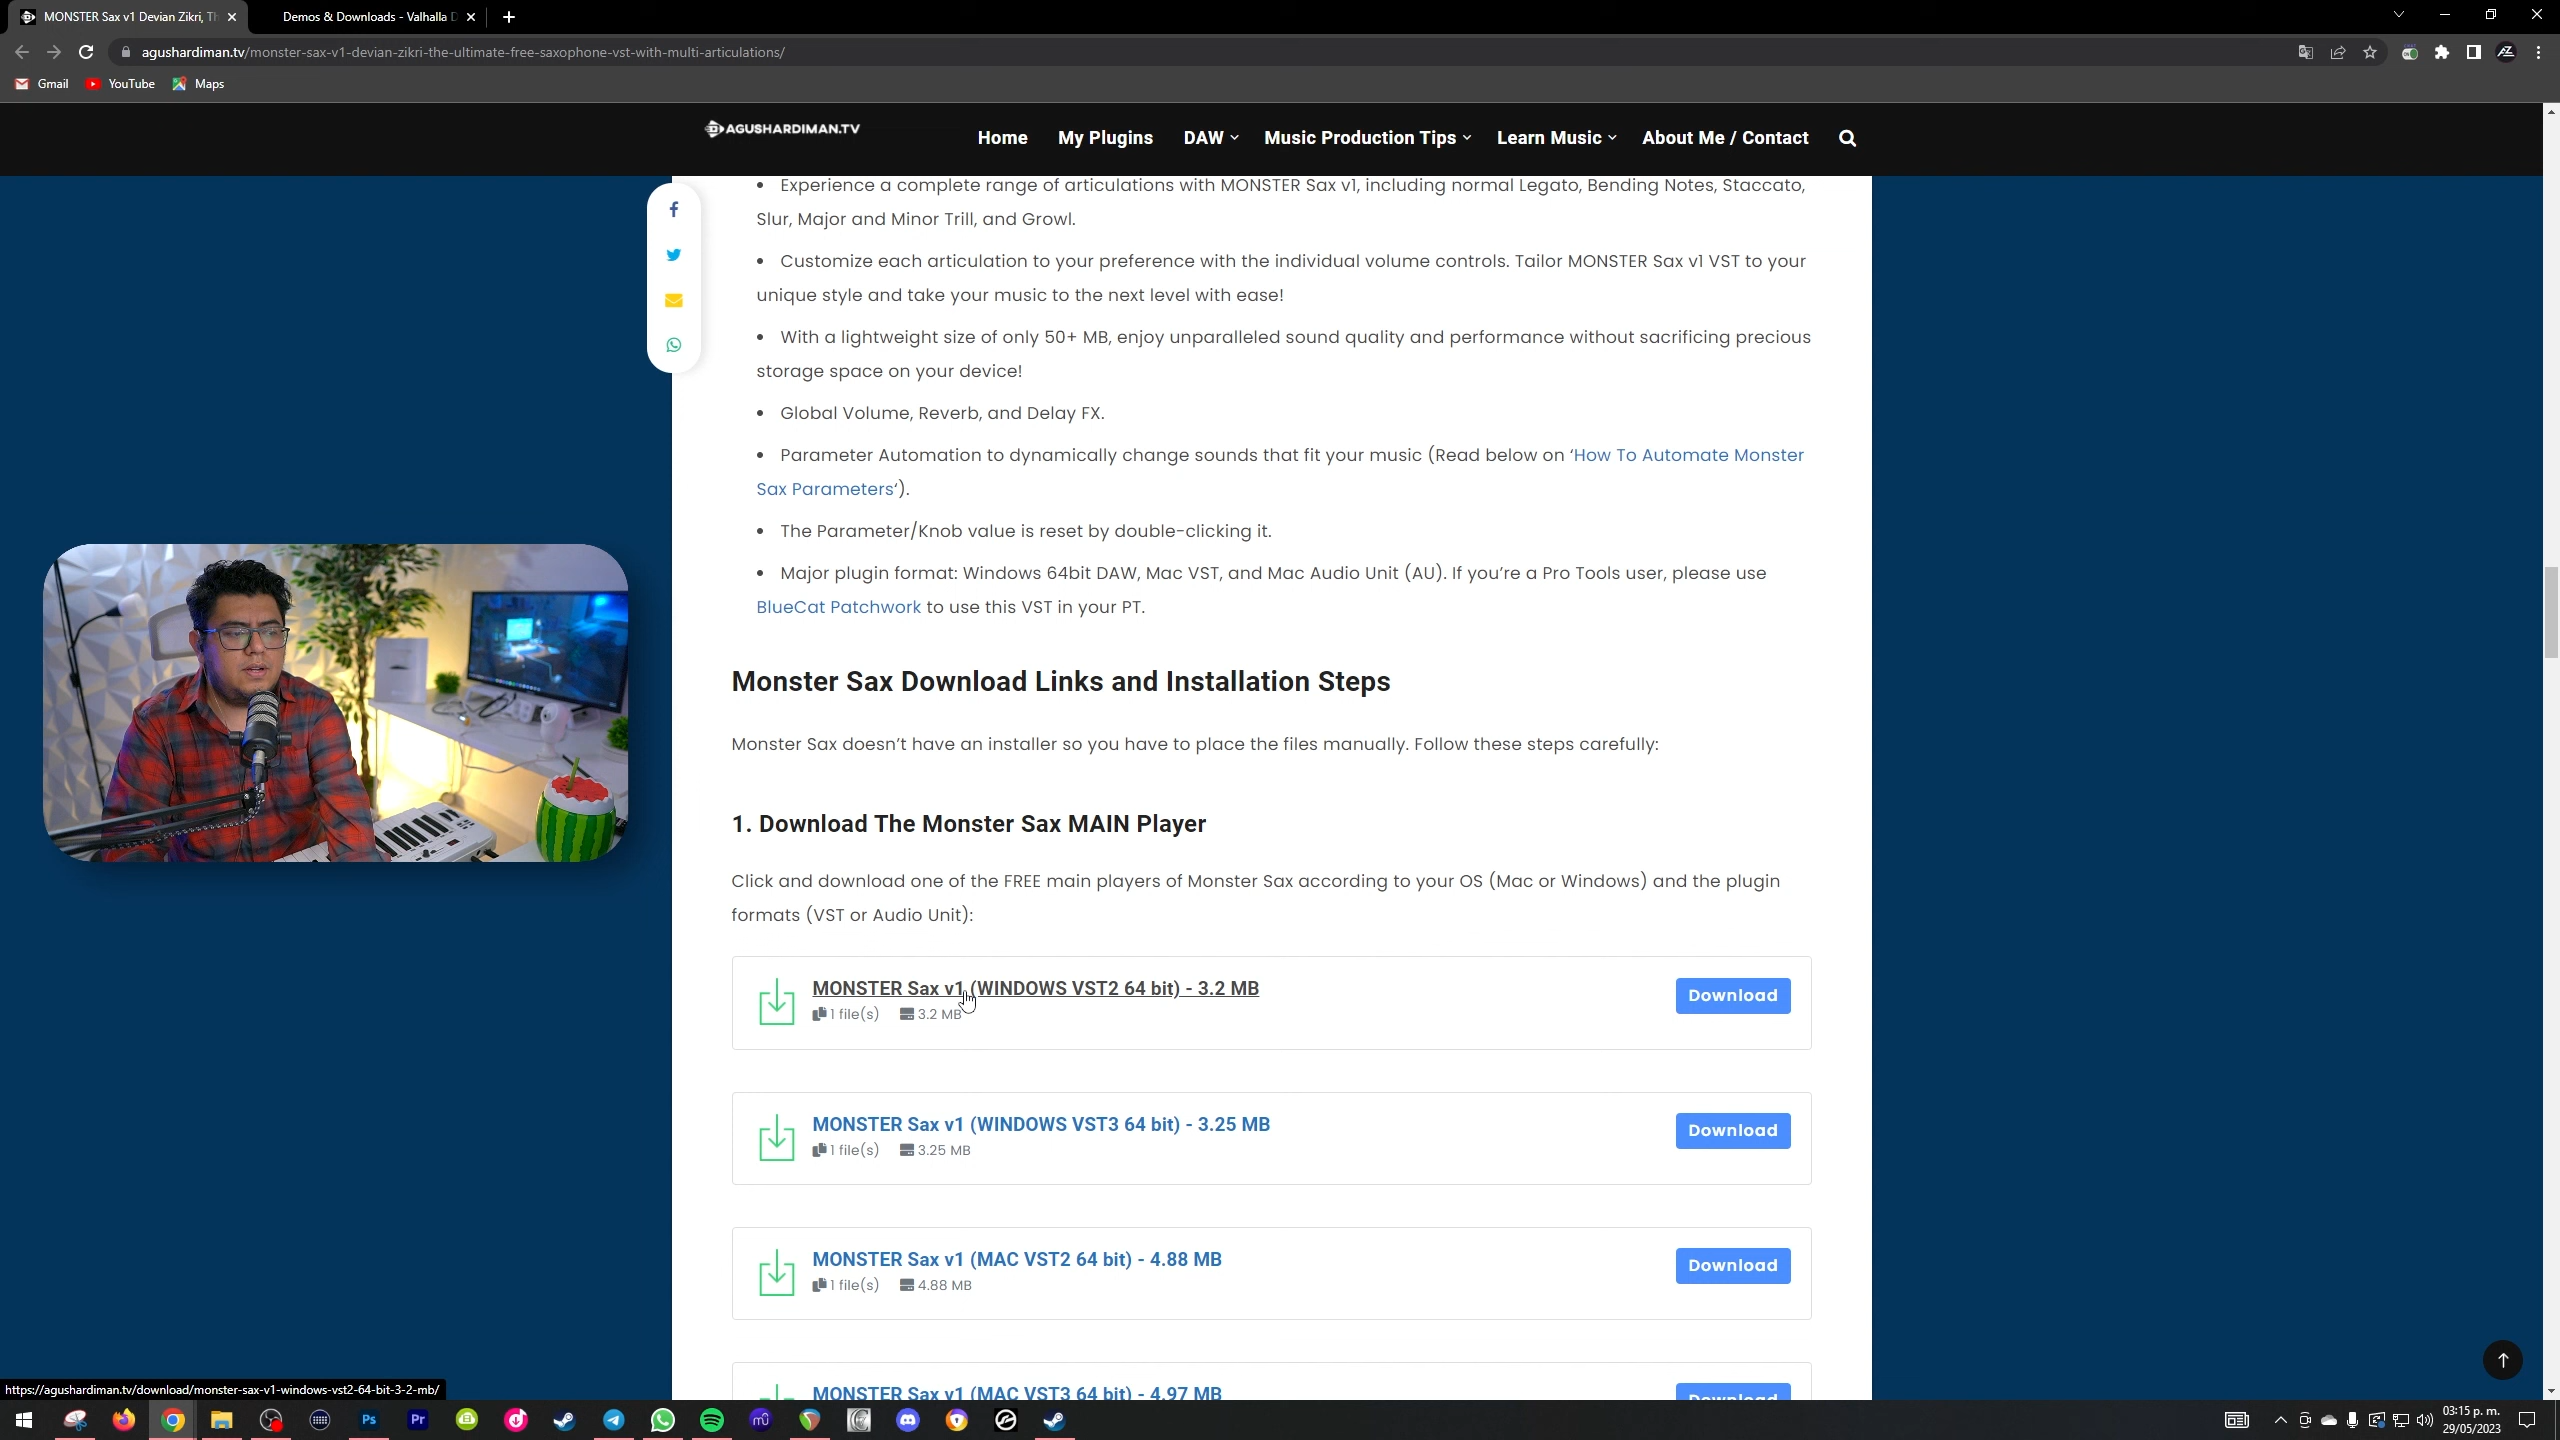 MONSTER Sax v1 Devian Zikri, Th
Demos & Downloads - Valhalla D
agushardiman.tv/monster-sax-v1-devian-zikri-the-ultimate-free-saxophone-vst-with-multi-articulations/
Gmail YouTube Maps
AGUSHARDIMAN.TV
Home My Plugins DAW Music Production Tips Learn Music About Me / Contact
• Experience a complete range of articulations with MONSTER Sax v1, including normal Legato, Bending Notes, Staccato,
Slur, Major and Minor Trill, and Growl.
• Customize each articulation to your preference with the individual volume controls. Tailor MONSTER Sax v1 VST to your
unique style and take your music to the next level with ease!
• With a lightweight size of only 50+ MB, enjoy unparalleled sound quality and performance without sacrificing precious
storage space on your device!
• Global Volume, Reverb, and Delay FX.
• Parameter Automation to dynamically change sounds that fit your music (Read below on ‘How To Automate Monster
Sax Parameters‘).
• The Parameter/Knob value is reset by double-clicking it.
• Major plugin format: Windows 64bit DAW, Mac VST, and Mac Audio Unit (AU). If you’re a Pro Tools user, please use
BlueCat Patchwork to use this VST in your PT.
Monster Sax Download Links and Installation Steps
Monster Sax doesn’t have an installer so you have to place the files manually. Follow these steps carefully:
1. Download The Monster Sax MAIN Player
Click and download one of the FREE main players of Monster Sax according to your OS (Mac or Windows) and the plugin
formats (VST or Audio Unit):
MONSTER Sax v1 (WINDOWS VST2 64 bit) - 3.2 MB
1 file(s) 3.2 MB
Download
MONSTER Sax v1 (WINDOWS VST3 64 bit) - 3.25 MB
1 file(s) 3.25 MB
Download
MONSTER Sax v1 (MAC VST2 64 bit) - 4.88 MB
1 file(s) 4.88 MB
Download
MONSTER Sax v1 (MAC VST3 64 bit) - 4.97 MB
Download
https://agushardiman.tv/download/monster-sax-v1-windows-vst2-64-bit-3-2-mb/
Ps Pr
03:15 p. m.
29/05/2023